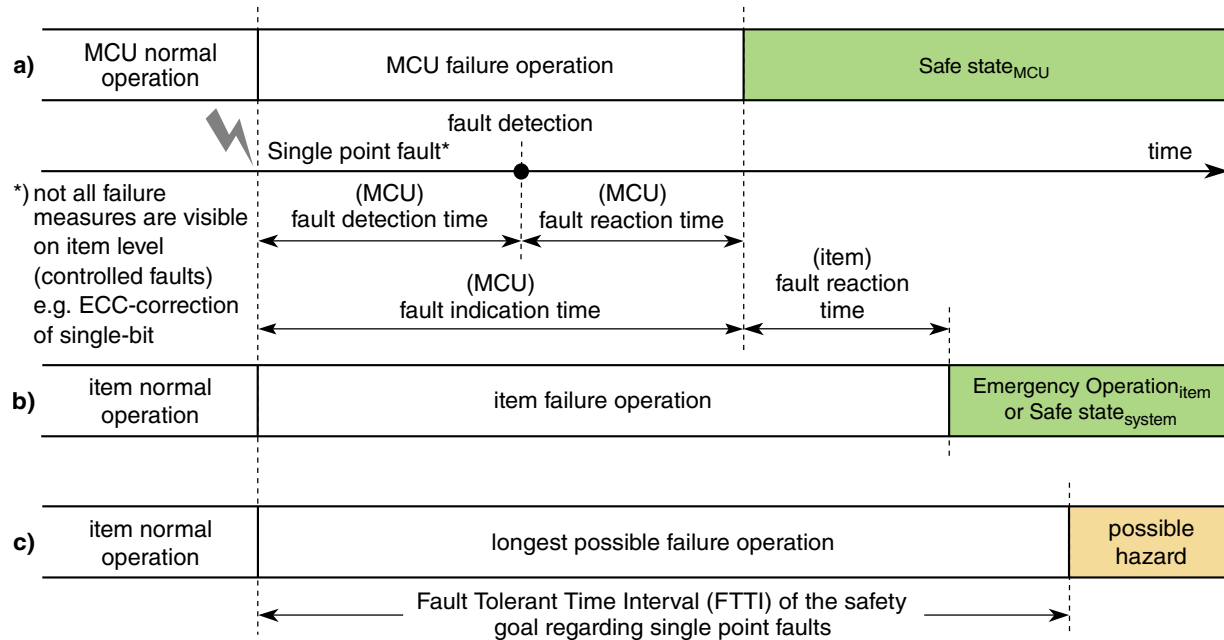 a)
MCU normal
operation
MCU failure operation
Safe stateMCU
fault detection
Single point fault*
time
*) not all failure
measures are visible
on item level
(controlled faults)
e.g. ECC-correction
of single-bit
(MCU)
fault detection time
(MCU)
fault reaction time
(MCU)
fault indication time
(item)
fault reaction
time
b)
item normal
operation
item failure operation
Emergency Operationitem
or Safe statesystem
c)
item normal
operation
longest possible failure operation
possible
hazard
Fault Tolerant Time Interval (FTTI) of the safety
goal regarding single point faults